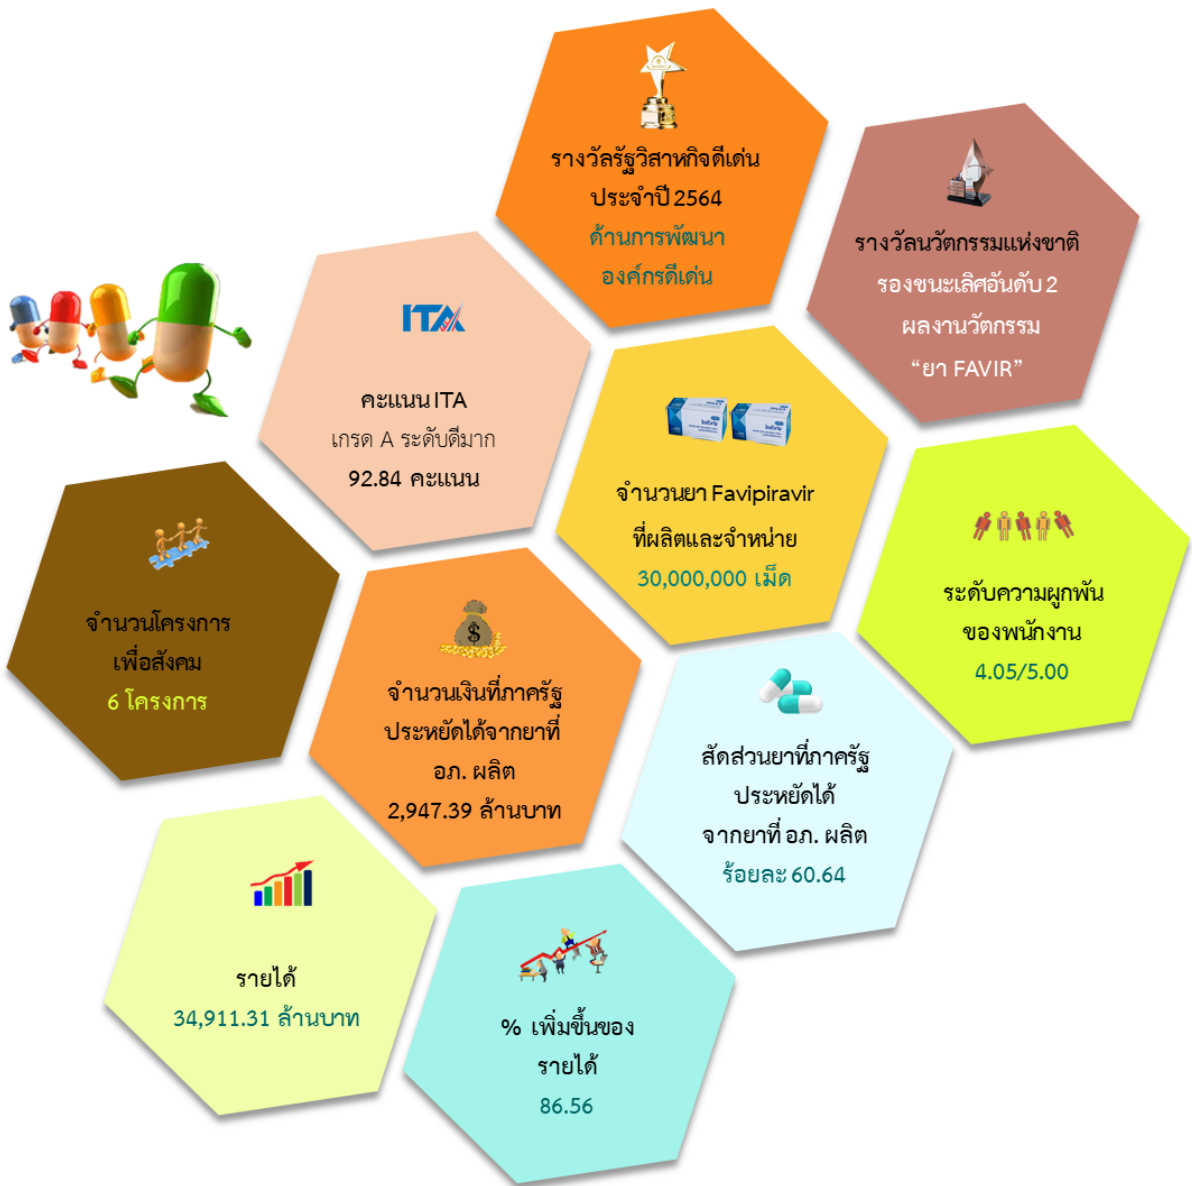 รางวัลรัฐวิสาหกิจดีเด่น
ประจำปี 2564
ด้านการพัฒนา
องค์กรดีเด่น
รางวัลนวัตกรรมแห่งชาติ
รองชนะเลิศอันดับ 2
ผลงานวัตกรรม
“ยา FAVIR”
ITA
คะแนน ITA
เกรด A ระดับดีมาก
92.84 คะแนน
จำนวนยา Favipiravir
ที่ผลิตและจำหน่าย
30,000,000 เม็ด
ระดับความผูกพัน
ของพนักงาน
4.05/5.00
จำนวนโครงการ
เพื่อสังคม
6 โครงการ
$
จำนวนเงินที่ภาครัฐ
ประหยัดได้จากยาที่
อภ. ผลิต
2,947.39 ล้านบาท
สัดส่วนยาที่ภาครัฐ
ประหยัดได้
จากยาที่ อภ. ผลิต
ร้อยละ 60.64
รายได้
34,911.31 ล้านบาท
% เพิ่มขึ้นของ
รายได้
86.56